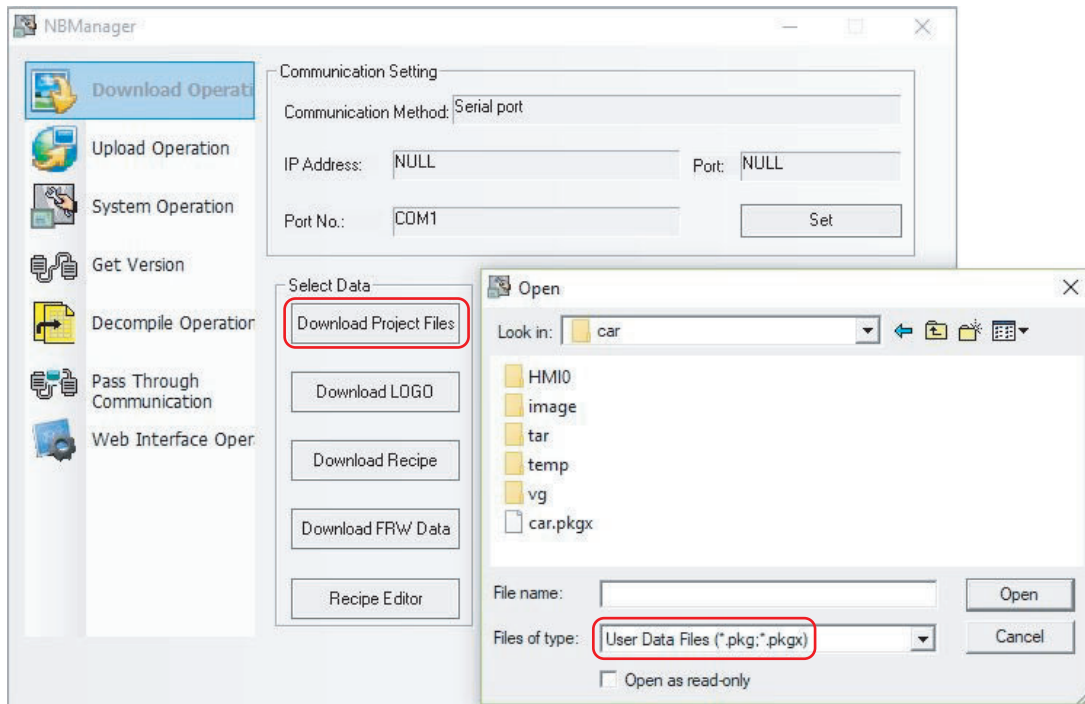 NBManager
Download Operati
Upload Operation
System Operation
Get Version
Decompile Operation
Pass Through
Communication
Web Interface Oper
Communication Setting
Communication Method: Serial port
IP Address: NULL Port: NULL
Port No.: COM1 Set
Select Data
Download Project Files
Download LOGO
Download Recipe
Download FRW Data
Recipe Editor
Open
Look in: car
HMI0
image
tar
temp
vg
car.pkgx
File name: Open
Files of type: User Data Files (*.pkg;*.pkgx) Cancel
Open as read-only